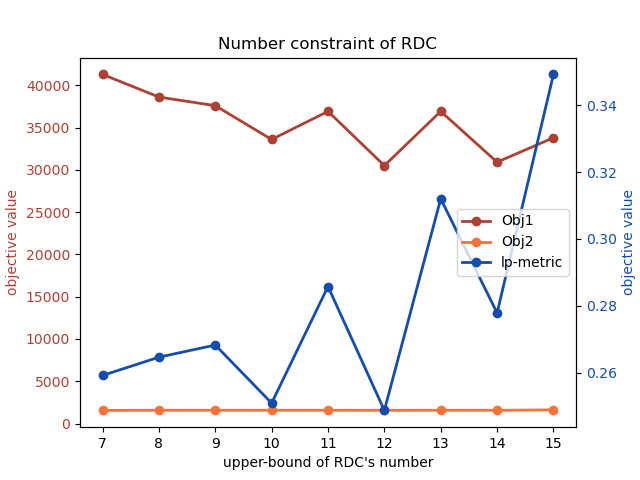 Number constraint of RDC
40000
35000
30000
25000
20000
15000
10000
5000
0
objective value
0.34
0.32
0.30
0.28
0.26
objective value
Obj1
Obj2
lp-metric
7 8 9 10 11 12 13 14 15
upper-bound of RDC's number